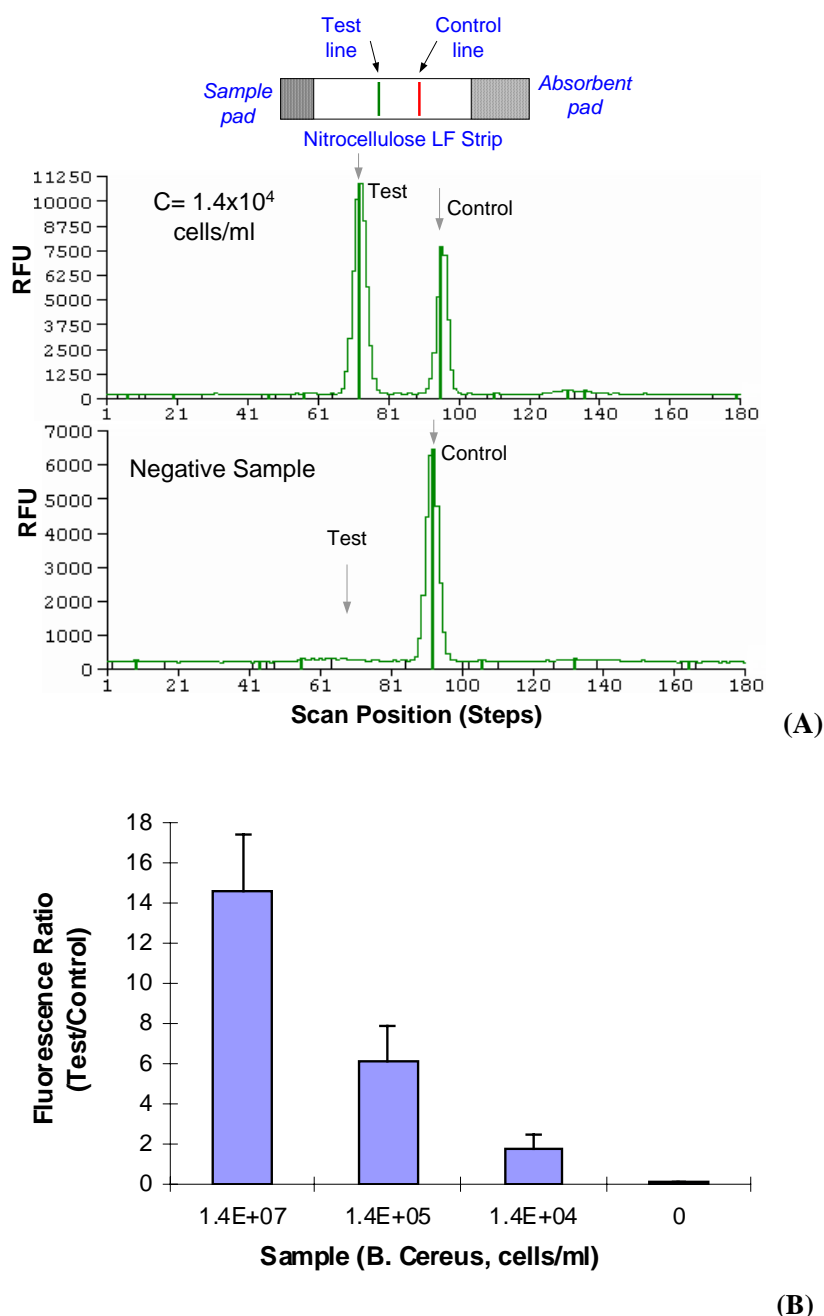 Test line
Control line
Sample pad
Absorbent pad
Nitrocellulose LF Strip
11250
10000
8750
7500
6250
5000
3750
2500
1250
0
RFU
C= 1.4x10⁴
cells/ml
Test
Control
1 21 41 61 81 100 120 140 160 180
7000
6000
5000
4000
3000
2000
1000
0
RFU
Negative Sample
Control
Test
1 21 41 61 81 100 120 140 160 180
Scan Position (Steps)
(A)
18
16
14
12
10
8
6
4
2
0
Fluorescence Ratio
(Test/Control)
1.4E+07 1.4E+05 1.4E+04 0
Sample (B. Cereus, cells/ml)
(B)